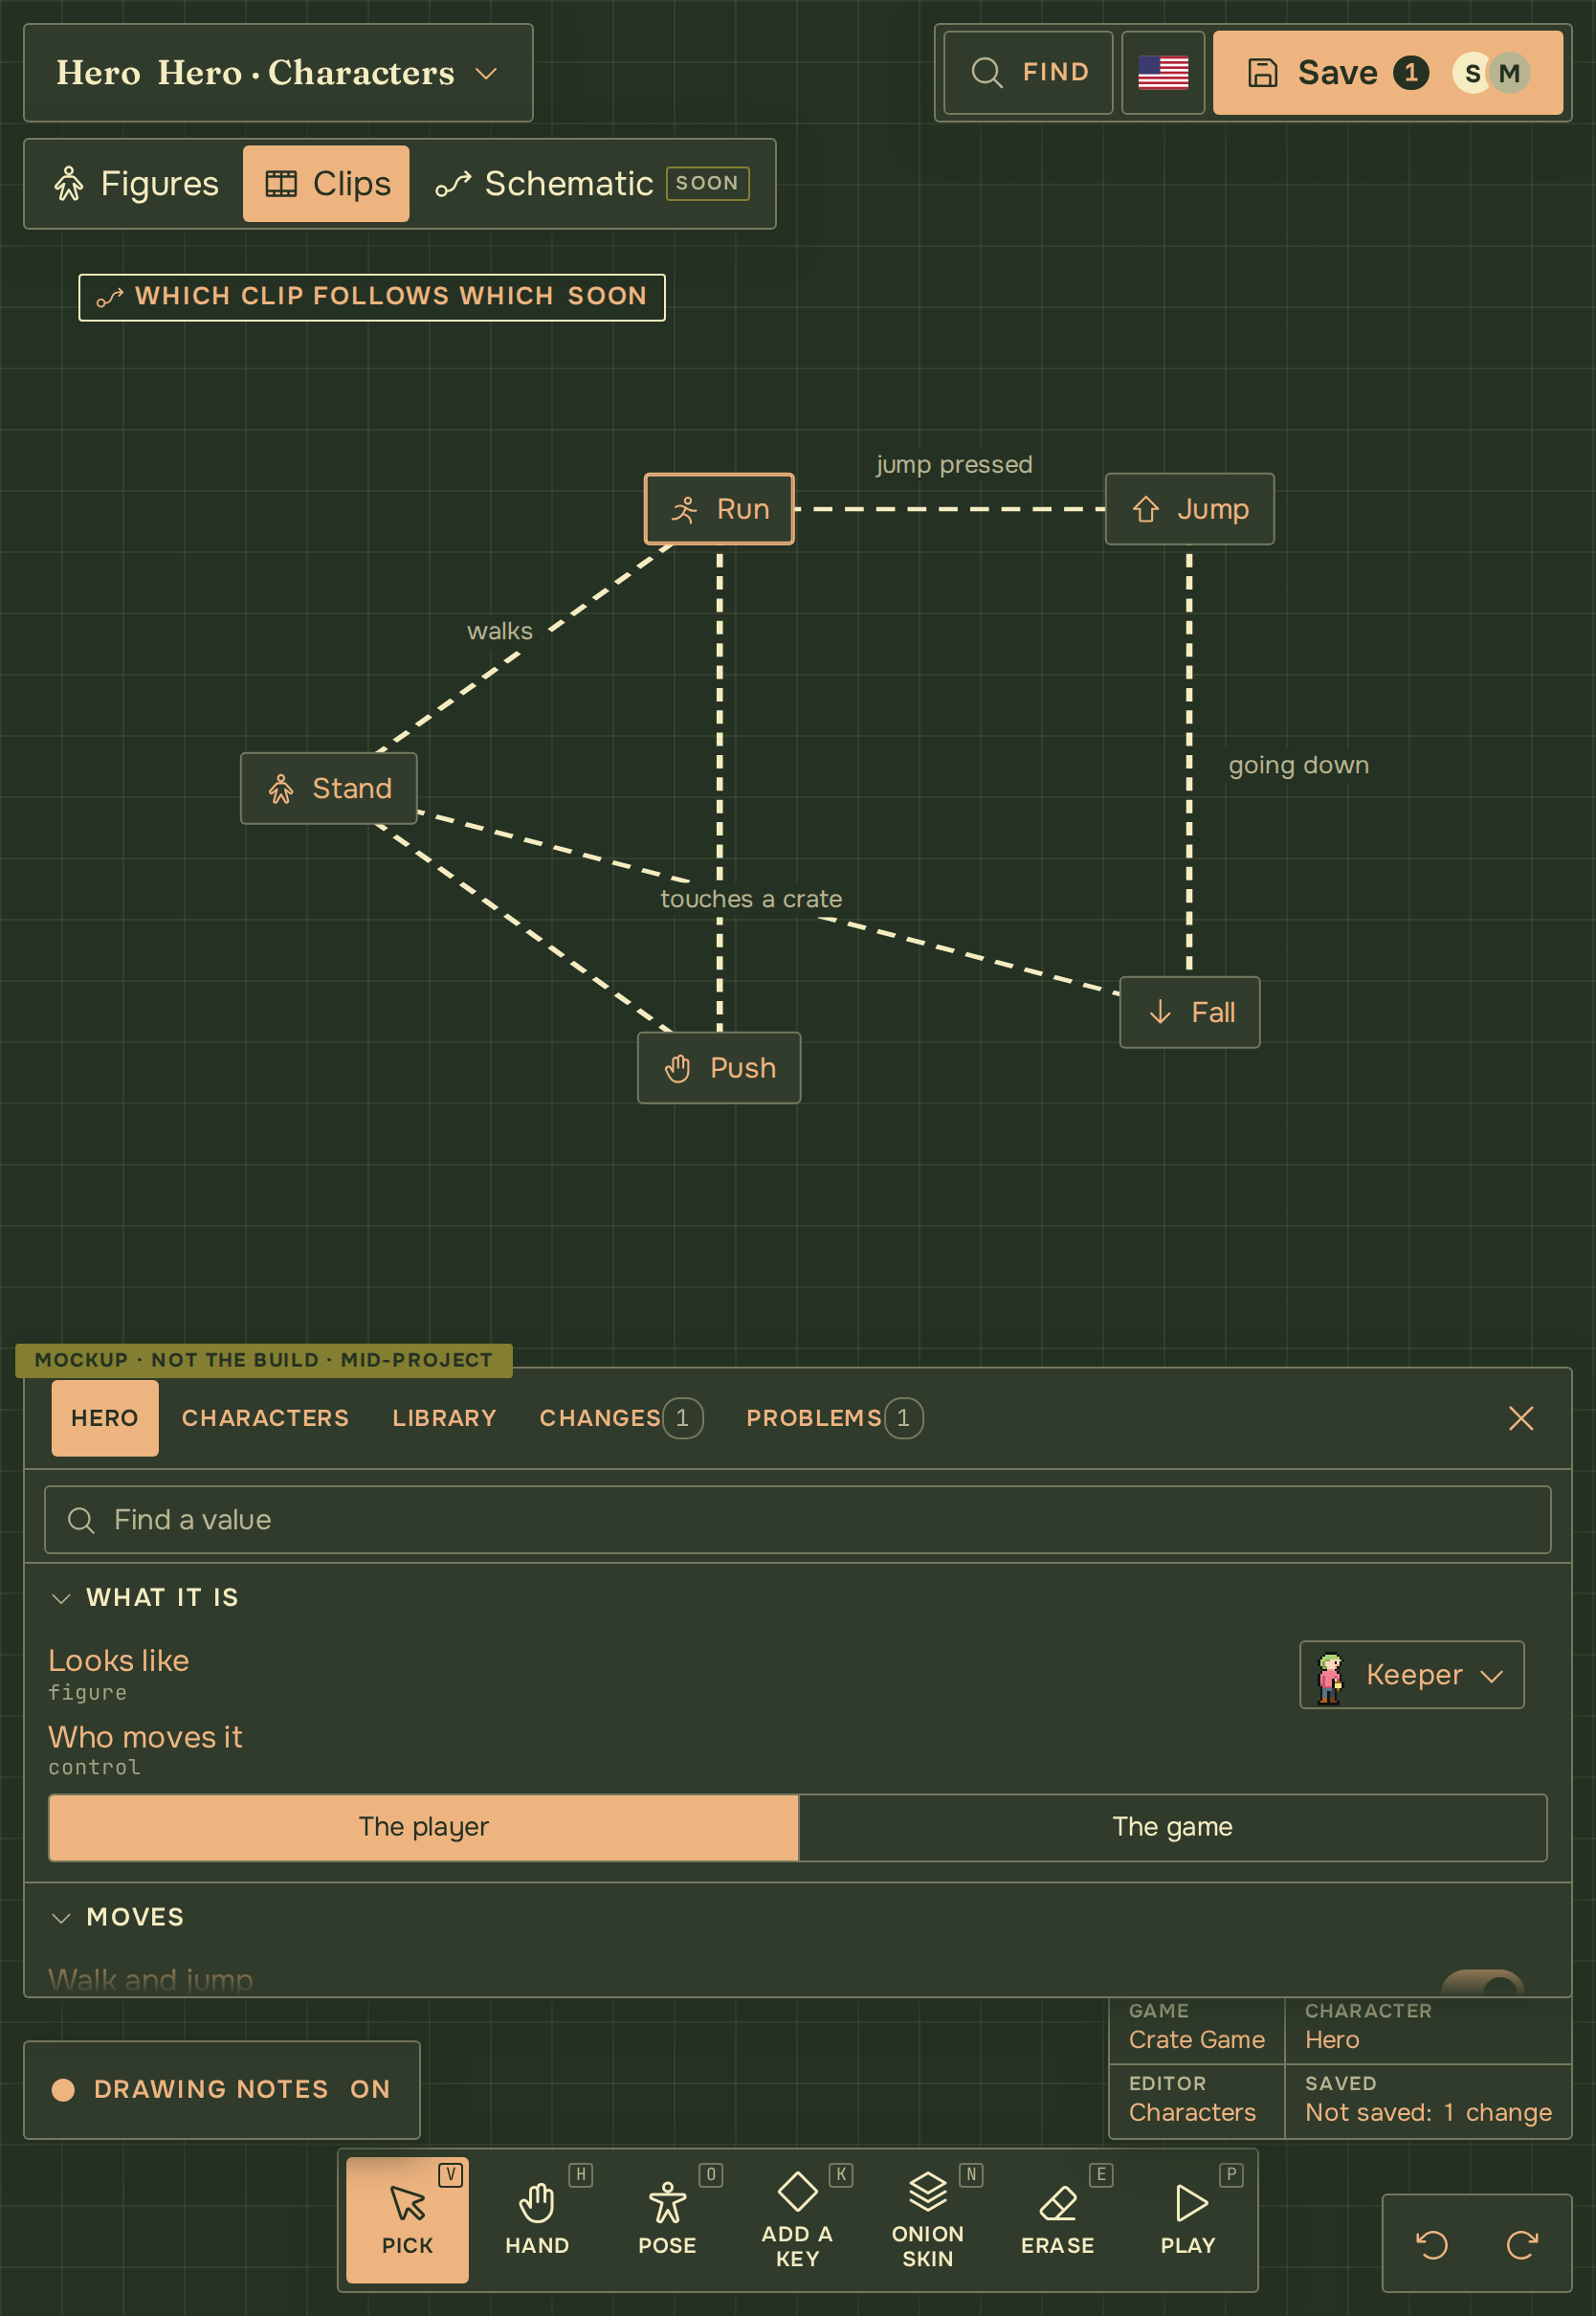 Hero Hero · Characters
FIND
Save 1 S M
Figures Clips Schematic SOON
WHICH CLIP FOLLOWS WHICH SOON
jump pressed
Run
Jump
walks
going down
Stand
touches a crate
Fall
Push
MOCKUP · NOT THE BUILD · MID-PROJECT
HERO CHARACTERS LIBRARY CHANGES 1 PROBLEMS 1
Find a value
WHAT IT IS
Looks like
figure
Keeper
Who moves it
control
The player The game
MOVES
Walk and jump
GAME CHARACTER
Crate Game Hero
EDITOR SAVED
Characters Not saved: 1 change
DRAWING NOTES ON
V H O K N E P
PICK HAND POSE ADD A KEY ONION SKIN ERASE PLAY